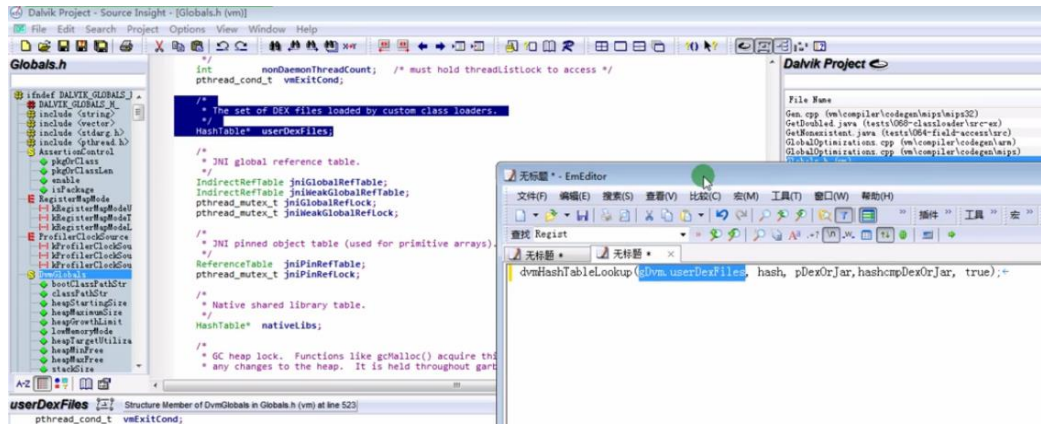 Dalvik Project - Source Insight - [Globals.h (vm)]
File Edit Search Project Options View Window Help
Globals.h
ifndef DALVIK_GLOBALS_
DALVIK_GLOBALS_H_
include <string>
include <vector>
include <stdarg.h>
include <pthread.h>
AssertionControl
pkgOrClass
pkgOrClassLen
enable
isPackage
RegisterMapMode
kRegisterMapModeU
kRegisterMapModeT
kRegisterMapModeL
ProfilerClockSource
kProfilerClockSou
kProfilerClockSou
kProfilerClockSou
DvmGlobals
bootClassPathStr
classPathStr
heapStartingSize
heapMaximumSize
heapGrowthLimit
lowMemoryMode
heapTargetUtiliza
heapMinFree
heapMaxFree
stackSize
*/
int nonDaemonThreadCount; /* must hold threadListLock to access */
pthread_cond_t vmExitCond;
/*
* The set of DEX files loaded by custom class loaders.
*/
HashTable* userDexFiles;
/*
* JNI global reference table.
*/
IndirectRefTable jniGlobalRefTable;
IndirectRefTable jniWeakGlobalRefTable;
pthread_mutex_t jniGlobalRefLock;
pthread_mutex_t jniWeakGlobalRefLock;
/*
* JNI pinned object table (used for primitive arrays).
*/
ReferenceTable jniPinRefTable;
pthread_mutex_t jniPinRefLock;
/*
* Native shared library table.
*/
HashTable* nativeLibs;
/*
* GC heap lock. Functions like gcMalloc() acquire thi
* any changes to the heap. It is held throughout garb
Dalvik Project
File Name
Gen.cpp (vm\compiler\codegen\mips\mips32)
GetDoubled.java (tests\068-classloader\src-ex)
GetNonexistent.java (tests\064-field-access\src)
GlobalOptimizations.cpp (vm\compiler\codegen)
GlobalOptimizations.cpp (vm\compiler\codegen\mips)
Globals.h (vm)
无标题 * - EmEditor
文件(F) 编辑(E) 搜索(S) 查看(V) 比较(C) 宏(M) 工具(T) 窗口(W) 帮助(H)
插件 工具 宏
查找 Regist
无标题 * 无标题 *
dvmHashTableLookup(gDvm.userDexFiles, hash, pDexOrJar,hashcmpDexOrJar, true);
A-Z
userDexFiles Structure Member of DvmGlobals in Globals.h (vm) at line 523
pthread_cond_t vmExitCond;